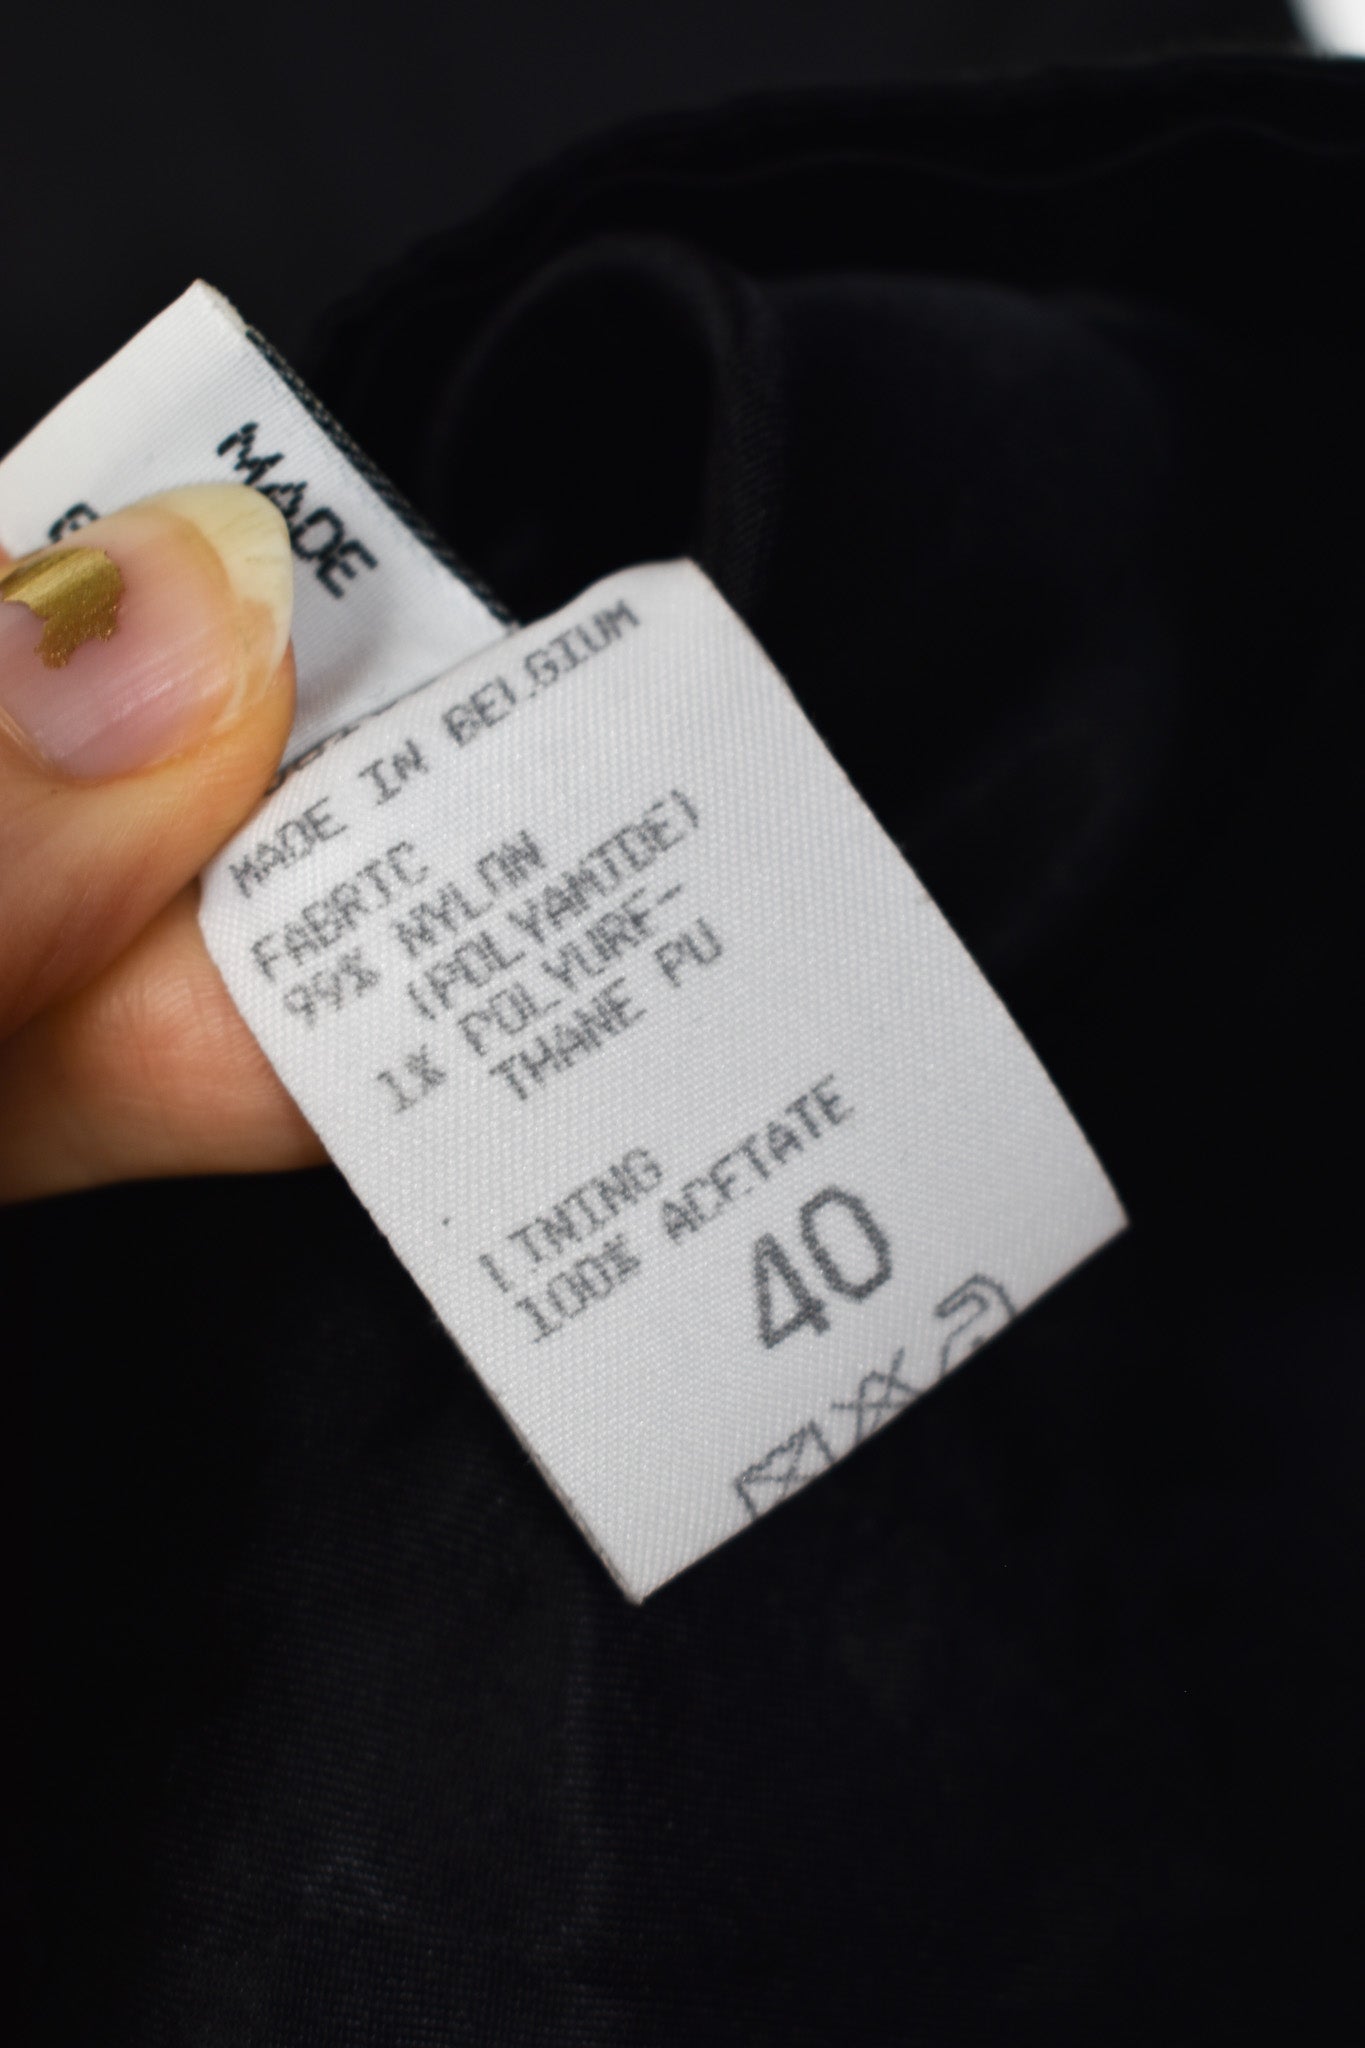 MADE
MADE IN BELGIUM
FABRIC
99% NYLON
(POLYAMIDE)
1% POLYURE-
THANE PU
LINING
100% ACETATE
40